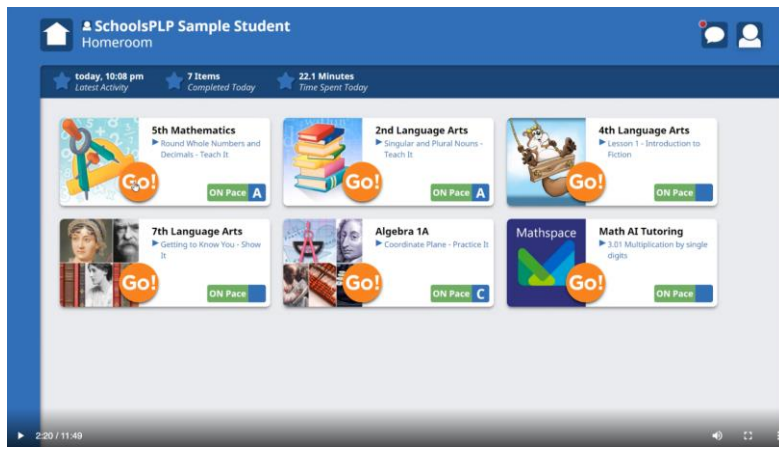 SchoolsPLP Sample Student
Homeroom
today, 10:08 pm
Latest Activity
7 Items
Completed Today
22.1 Minutes
Time Spent Today
5th Mathematics
Round Whole Numbers and
Decimals - Teach It
Go!
ON Pace A
2nd Language Arts
Singular and Plural Nouns -
Teach It
Go!
ON Pace A
4th Language Arts
Lesson 1 - Introduction to
Fiction
Go!
ON Pace
7th Language Arts
Getting to Know You - Show
It
Go!
ON Pace
Algebra 1A
Coordinate Plane - Practice It
Go!
ON Pace C
Mathspace
Math AI Tutoring
3.01 Multiplication by single
digits
Go!
ON Pace
2:20 / 11:49